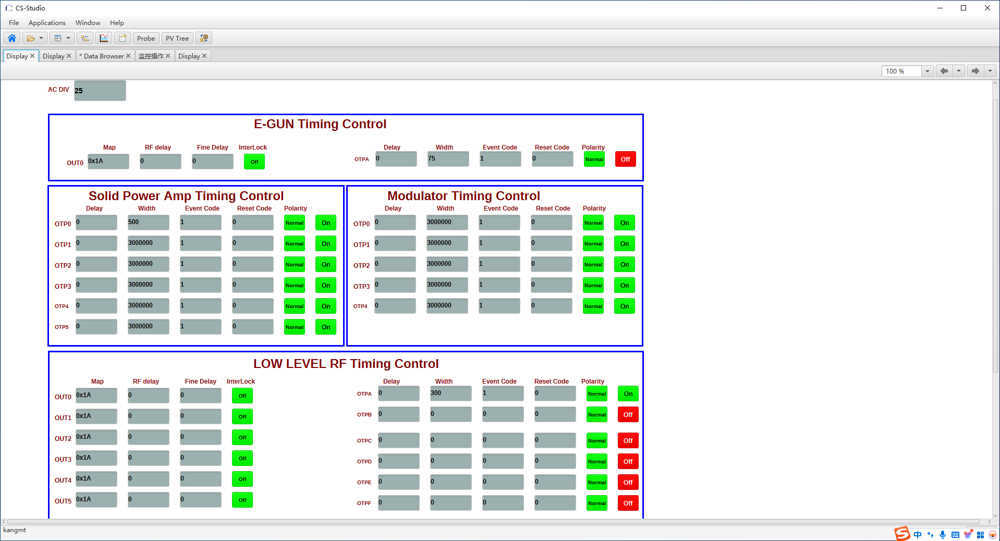 CS-Studio
File Applications Window Help
Probe PV Tree
Display Display * Data Browser 监控操作 Display
100 %
AC DIV 25
E-GUN Timing Control
Map RF delay Fine Delay InterLock Delay Width Event Code Reset Code Polarity
OUT0 0x1A 0 0 Off OTPA 0 75 1 0 Normal Off
Solid Power Amp Timing Control
Delay Width Event Code Reset Code Polarity
OTP0 0 500 1 0 Normal On
OTP1 0 3000000 1 0 Normal On
OTP2 0 3000000 1 0 Normal On
OTP3 0 3000000 1 0 Normal On
OTP4 0 3000000 1 0 Normal On
OTP5 0 3000000 1 0 Normal On
Modulator Timing Control
Delay Width Event Code Reset Code Polarity
OTP0 0 3000000 1 0 Normal On
OTP1 0 3000000 1 0 Normal On
OTP2 0 3000000 1 0 Normal On
OTP3 0 3000000 1 0 Normal On
OTP4 0 3000000 1 0 Normal On
LOW LEVEL RF Timing Control
Map RF delay Fine Delay InterLock
OUT0 0x1A 0 0 Off
OUT1 0x1A 0 0 Off
OUT2 0x1A 0 0 Off
OUT3 0x1A 0 0 Off
OUT4 0x1A 0 0 Off
OUT5 0x1A 0 0 Off
Delay Width Event Code Reset Code Polarity
OTPA 0 300 1 0 Normal On
OTPB 0 0 0 0 Normal Off
OTPC 0 0 0 0 Normal Off
OTPD 0 0 0 0 Normal Off
OTPE 0 0 0 0 Normal Off
OTPF 0 0 0 0 Normal Off
kangmt
中